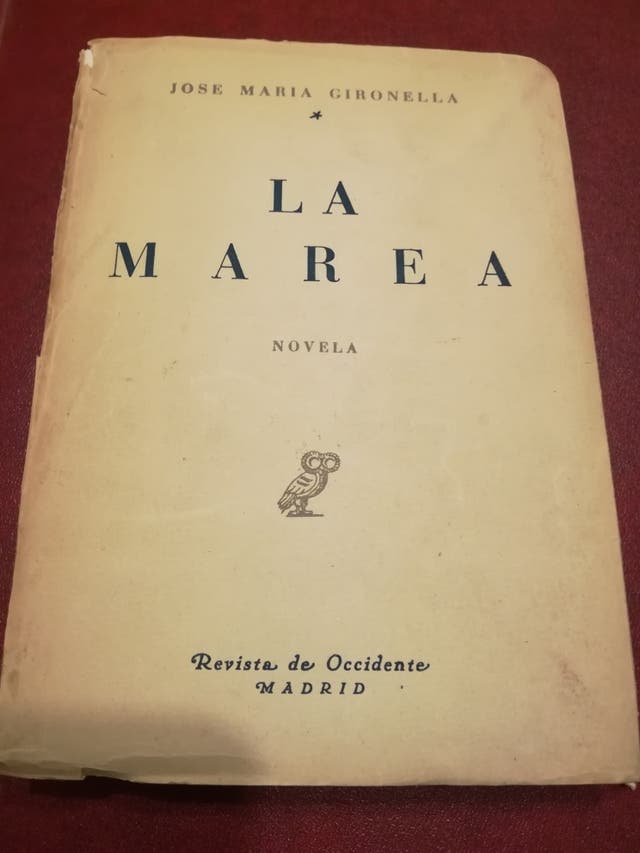 JOSE MARIA GIRONELLA
LA
MAREA
NOVELA
Revista de Occidente
MADRID